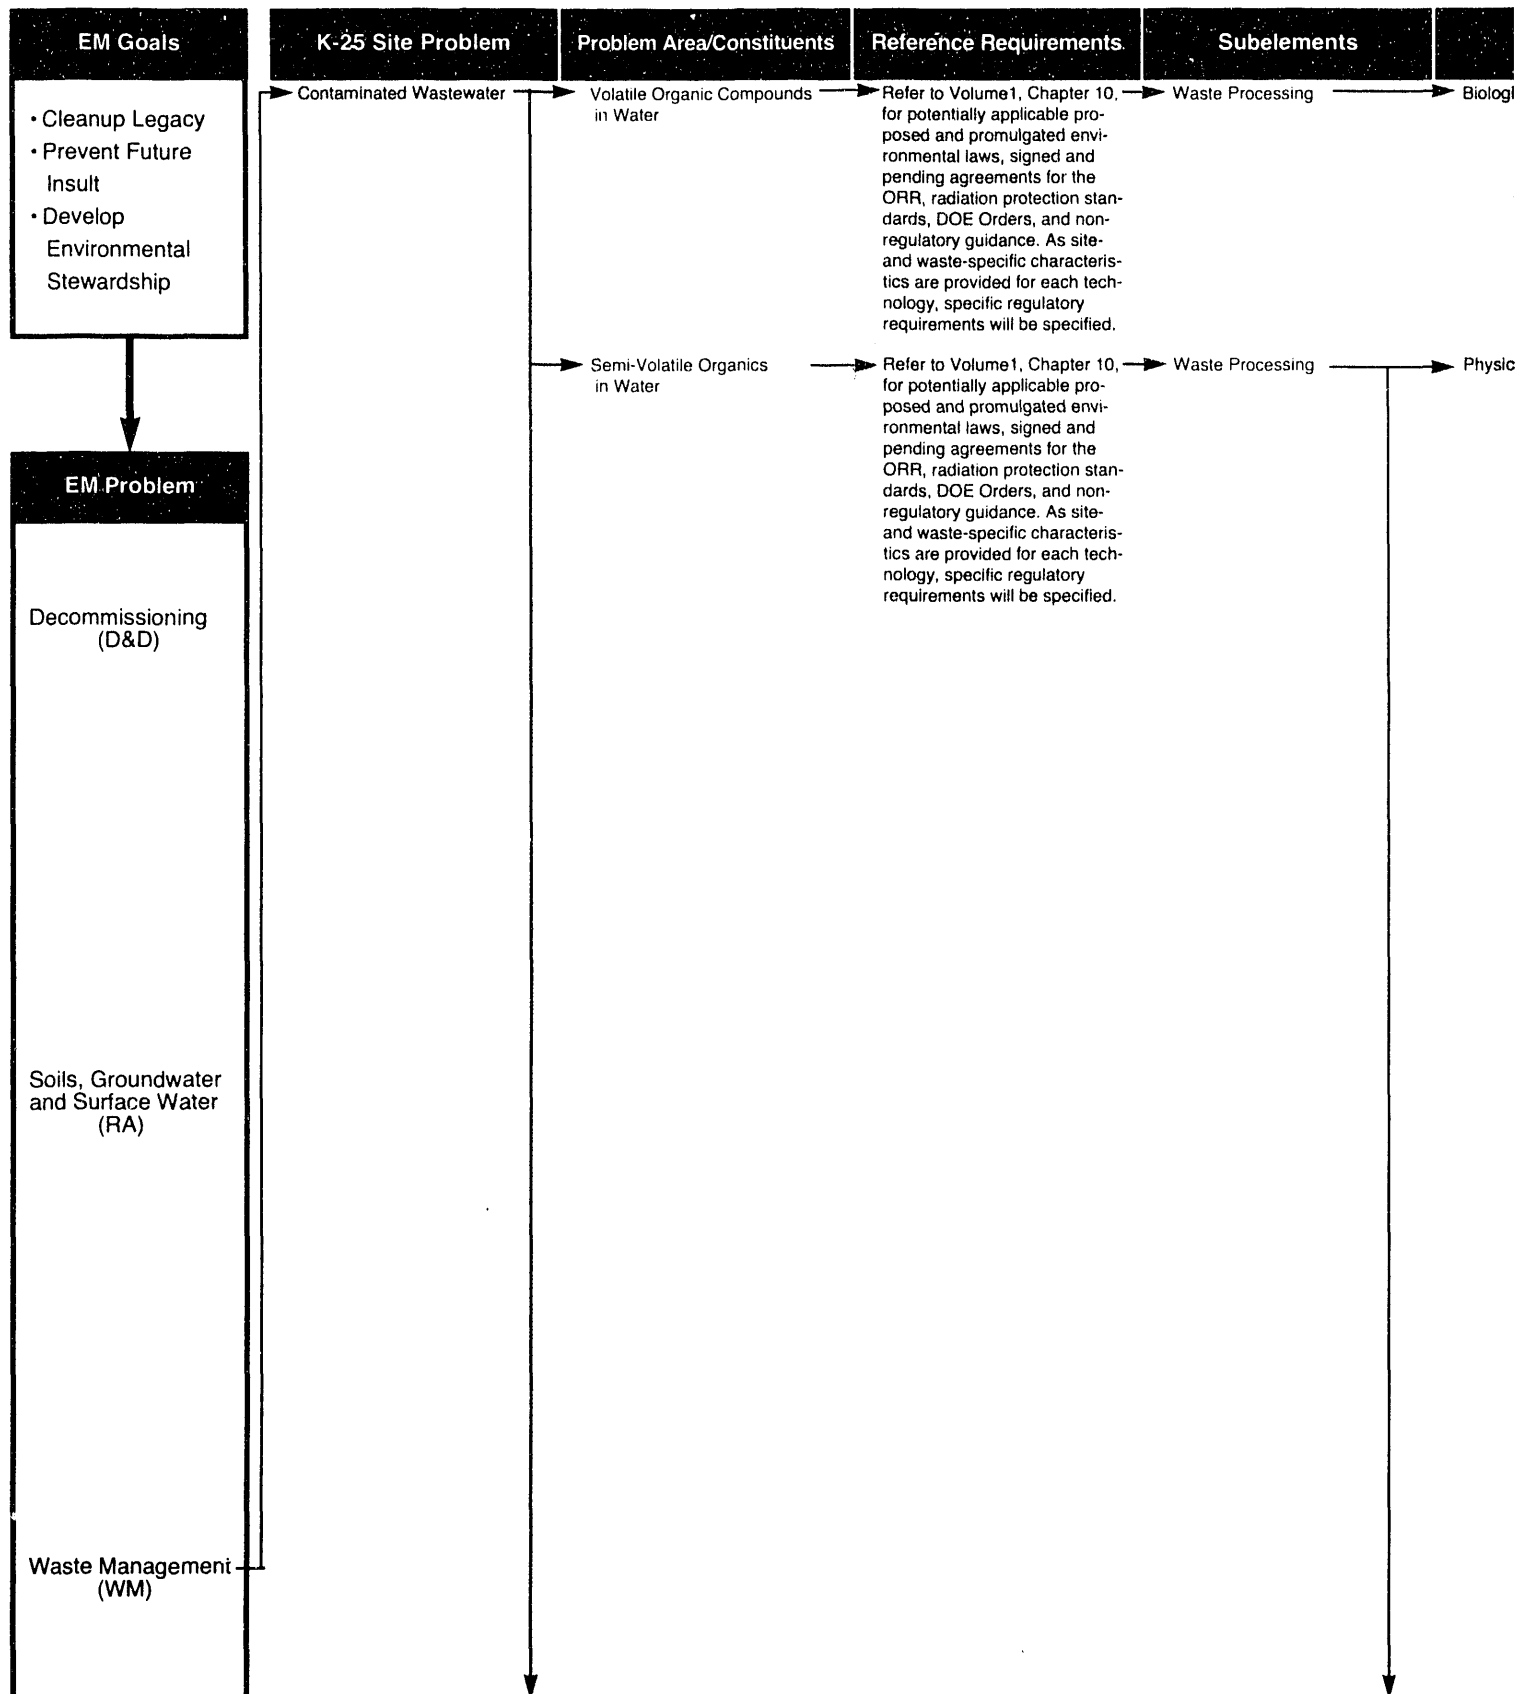 EM Goals
• Cleanup Legacy
• Prevent Future
Insult
• Develop
Environmental
Stewardship
EM Problem
Decommissioning
(D&D)
Soils, Groundwater
and Surface Water
(RA)
Waste Management
(WM)
K-25 Site Problem
Contaminated Wastewater
Problem Area/Constituents
Volatile Organic Compounds
in Water
Semi-Volatile Organics
in Water
Reference Requirements
Refer to Volume1, Chapter 10,
for potentially applicable pro-
posed and promulgated envi-
ronmental laws, signed and
pending agreements for the
ORR, radiation protection stan-
dards, DOE Orders, and non-
regulatory guidance. As site-
and waste-specific characteris-
tics are provided for each tech-
nology, specific regulatory
requirements will be specified.
Refer to Volume1, Chapter 10,
for potentially applicable pro-
posed and promulgated envi-
ronmental laws, signed and
pending agreements for the
ORR, radiation protection stan-
dards, DOE Orders, and non-
regulatory guidance. As site-
and waste-specific characteris-
tics are provided for each tech-
nology, specific regulatory
requirements will be specified.
Subelements
Waste Processing
Waste Processing
Biologi
Physic